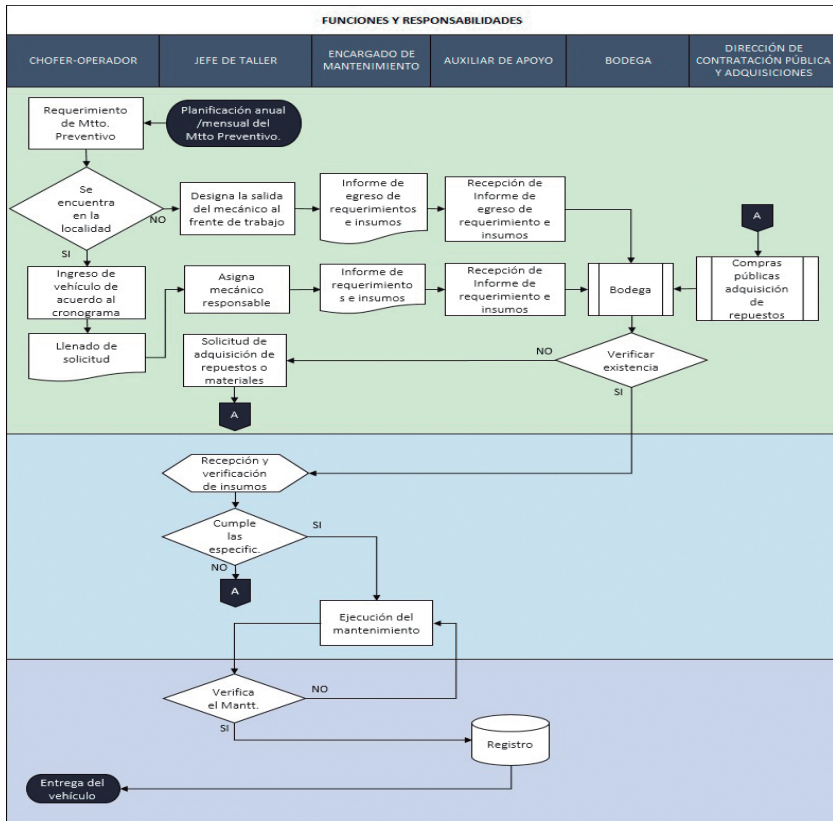 FUNCIONES Y RESPONSABILIDADES
CHOFER-OPERADOR
JEFE DE TALLER
ENCARGADO DE
MANTENIMIENTO
AUXILIAR DE APOYO
BODEGA
DIRECCIÓN DE
CONTRATACIÓN PÚBLICA
Y ADQUISICIONES
Requerimiento
de Mtto.
Preventivo
Planificación anual
/mensual del
Mtto Preventivo.
Se
encuentra
en la
localidad
NO
SI
Designa la salida
del mecánico al
frente de trabajo
Informe de
egreso de
requerimientos
e insumos
Recepción de
Informe de
egreso de
requerimiento e
insumos
A
Ingreso de
vehículo de
acuerdo al
cronograma
Asigna
mecánico
responsable
Informe de
requerimiento
s e insumos
Recepción de
Informe de
requerimiento e
insumos
Bodega
Compras
públicas
adquisición
de
repuestos
Llenado de
solicitud
Solicitud de
adquisición de
repuestos o
materiales
NO
Verificar
existencia
SI
A
Recepción y
verificación
de insumos
Cumple
las
especific.
SI
NO
A
Ejecución del
mantenimiento
Verifica
el Mantt.
NO
SI
Registro
Entrega del
vehículo